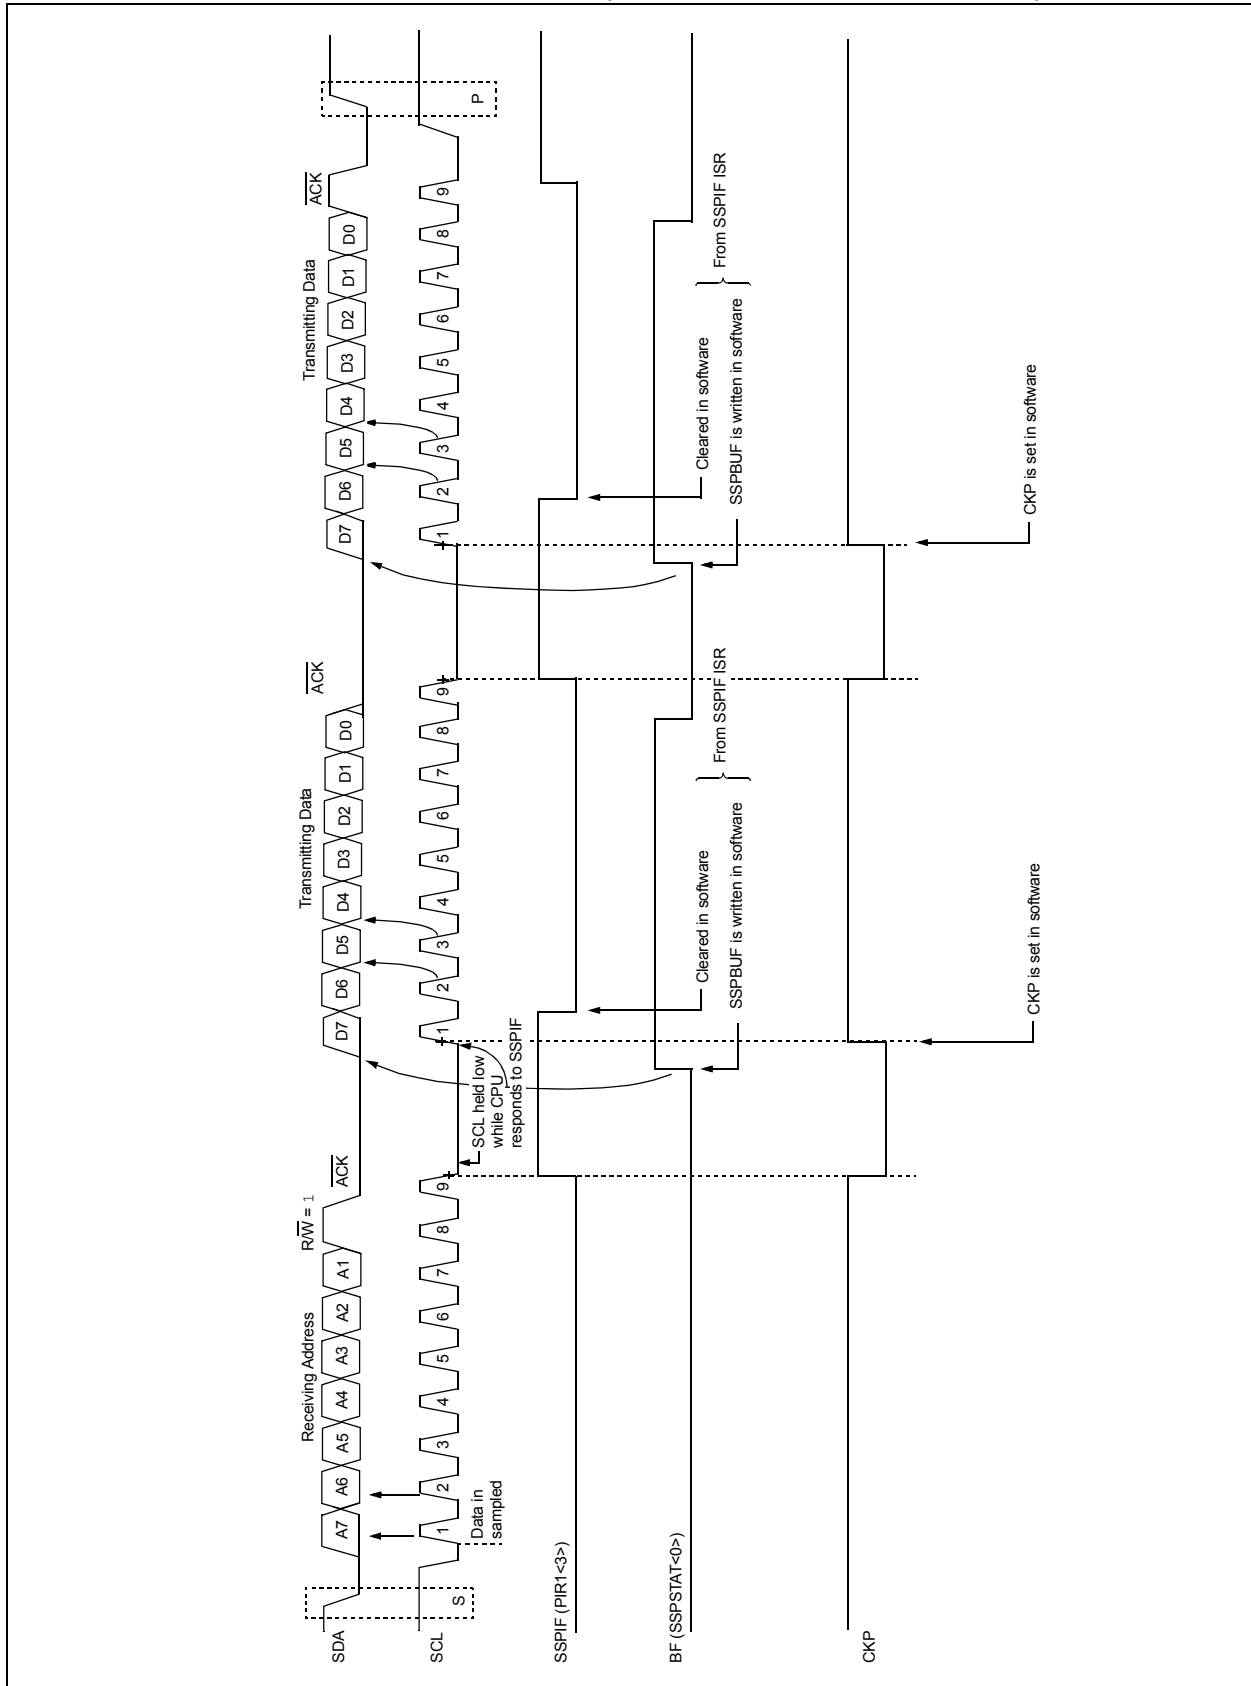 Receiving Address
R/W = 1
ACK
Transmitting Data
ACK
Transmitting Data
ACK
SDA
A7
A6
A5
A4
A3
A2
A1
D7
D6
D5
D4
D3
D2
D1
D0
D7
D6
D5
D4
D3
D2
D1
D0
SCL
S
1
2
3
4
5
6
7
8
9
1
2
3
4
5
6
7
8
9
1
2
3
4
5
6
7
8
9
P
Data in
sampled
SCL held low
while CPU
responds to SSPIF
SSPIF (PIR1<3>)
BF (SSPSTAT<0>)
Cleared in software
SSPBUF is written in software
From SSPIF ISR
Cleared in software
SSPBUF is written in software
From SSPIF ISR
CKP
CKP is set in software
CKP is set in software